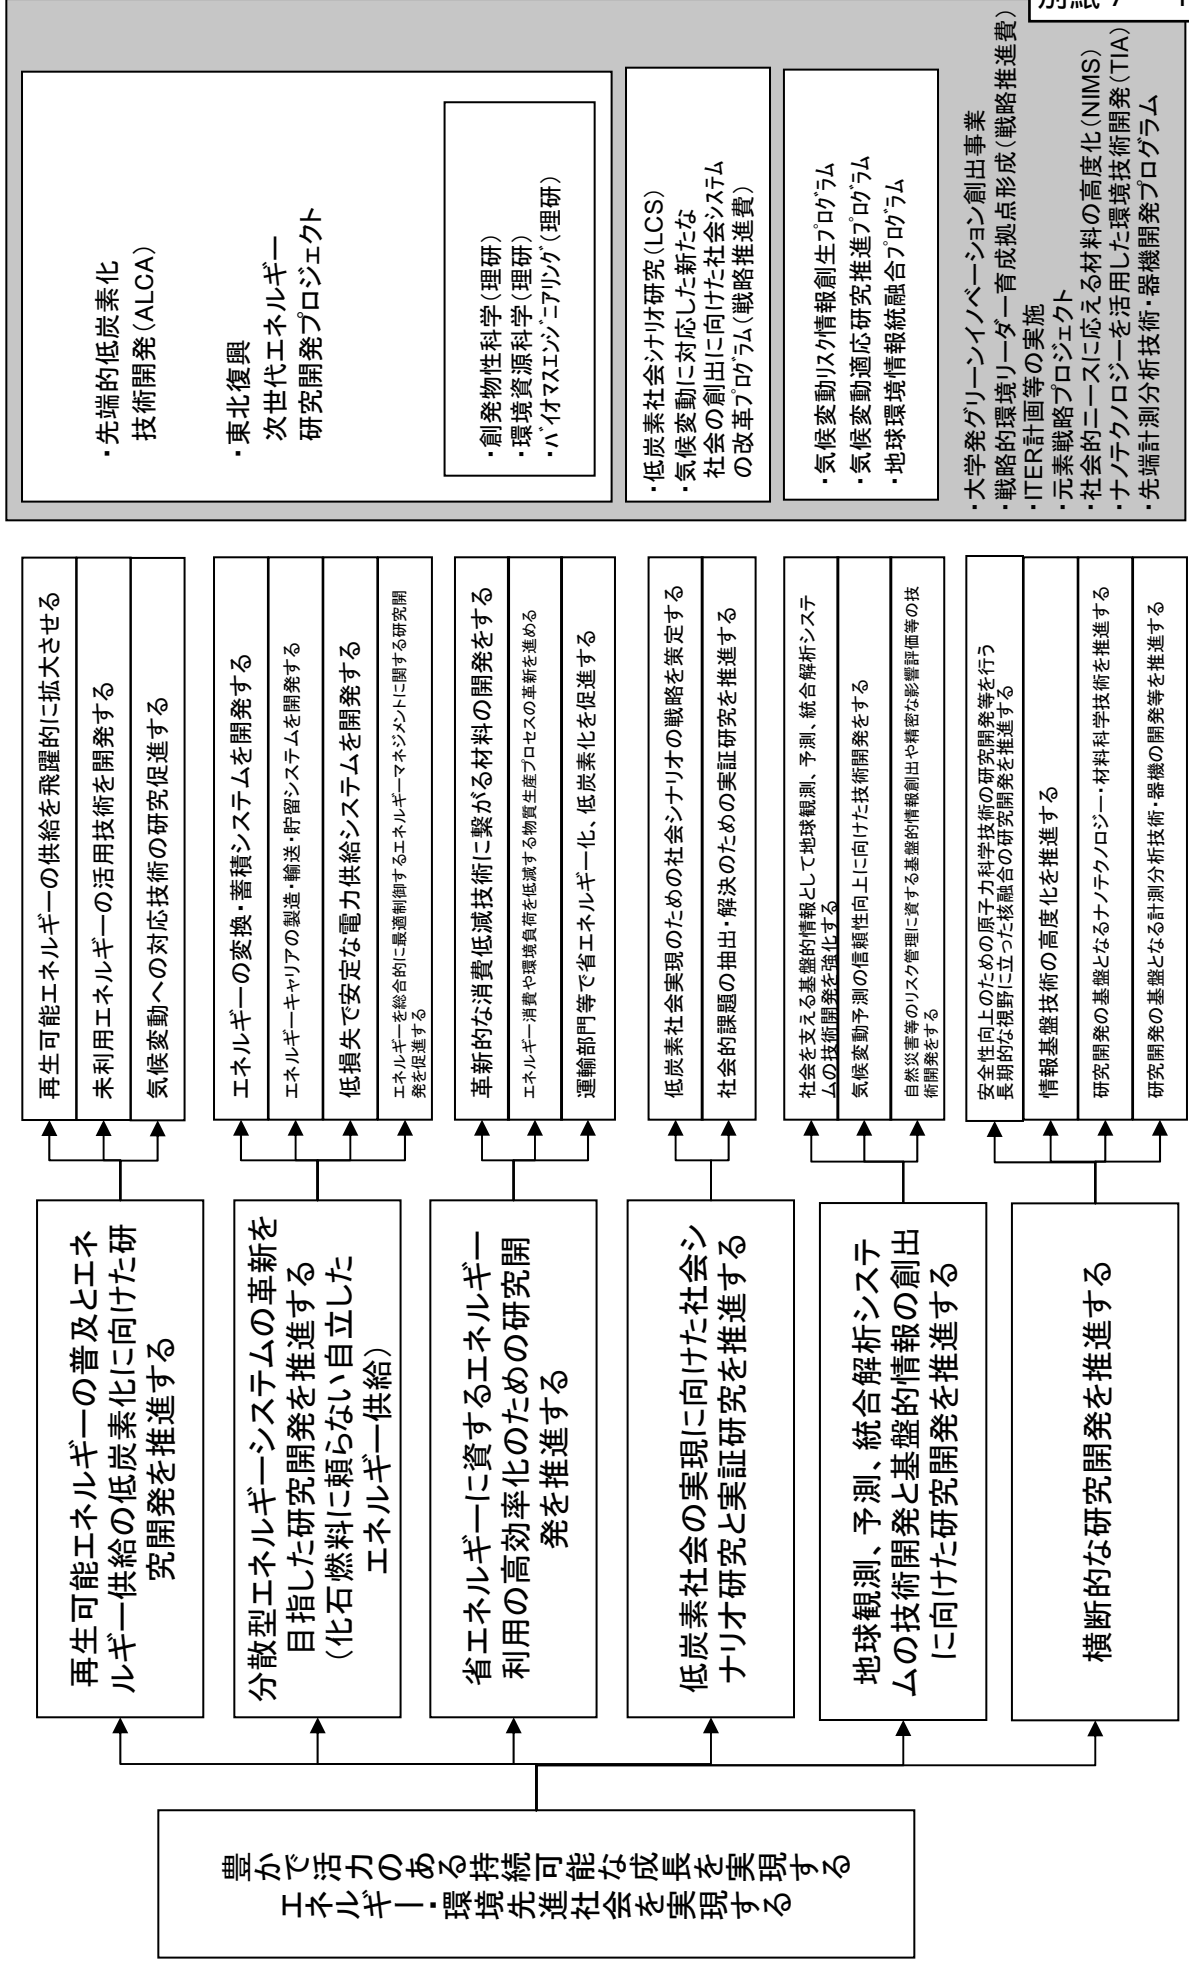 別紙7
豊かで活力のある持続可能な成長を実現する
エネルギー・環境先進社会を実現する
再生可能エネルギーの普及とエネ
ルギー供給の低炭素化に向けた研
究開発を推進する
分散型エネルギーシステムの革新を
目指した研究開発を推進する
(化石燃料に頼らない自立した
エネルギー供給)
省エネルギーに資するエネルギー
利用の高効率化のための研究開
発を推進する
低炭素社会の実現に向けた社会シ
ナリオ研究と実証研究を推進する
地球観測、予測、統合解析システ
ムの技術開発と基盤的情報の創出
に向けた研究開発を推進する
横断的な研究開発を推進する
再生可能エネルギーの供給を飛躍的に拡大させる
未利用エネルギーの活用技術を開発する
気候変動への対応技術の研究促進する
エネルギーの変換・蓄積システムを開発する
エネルギーキャリアの製造・輸送・貯留システムを開発する
低損失で安定な電力供給システムを開発する
エネルギーを総合的に最適制御するエネルギーマネジメントに関する研究開
発を促進する
革新的な消費低減技術に繋がる材料の開発をする
エネルギー消費や環境負荷を低減する物質生産プロセスの革新を進める
運輸部門等で省エネルギー化、低炭素化を促進する
低炭素社会実現のための社会シナリオの戦略を策定する
社会的課題の抽出・解決のための実証研究を推進する
社会を支える基盤的情報として地球観測、予測、統合解析システ
ムの技術開発を強化する
気候変動予測の信頼性向上に向けた技術開発をする
自然災害等のリスク管理に資する基盤的情報創出や精密な影響評価等の技
術開発をする
安全性向上のための原子力科学技術の研究開発等を行う
長期的な視野に立った核融合の研究開発を推進する
情報基盤技術の高度化を推進する
研究開発の基盤となるナノテクノロジー・材料科学技術を推進する
研究開発の基盤となる計測分析技術・器機の開発等を推進する
・先端的低炭素化
技術開発(ALCA)
・東北復興
次世代エネルギー
研究開発プロジェクト
・創発物性科学(理研)
・環境資源科学(理研)
・バイオマスエンジニアリング(理研)
・低炭素社会シナリオ研究(LCS)
・気候変動に対応した新たな
社会の創出に向けた社会システム
の改革プログラム(戦略推進費)
・気候変動リスク情報創生プログラム
・気候変動適応研究推進プログラム
・地球環境情報統融合プログラム
・大学発グリーンイノベーション創出事業
・戦略的環境リーダー育成拠点形成(戦略推進費)
・ITER計画等の実施
・元素戦略プロジェクト
・社会的ニースに応える材料の高度化(NIMS)
・ナノテクノロジーを活用した環境技術開発(TIA)
・先端計測分析技術・器機開発プログラム